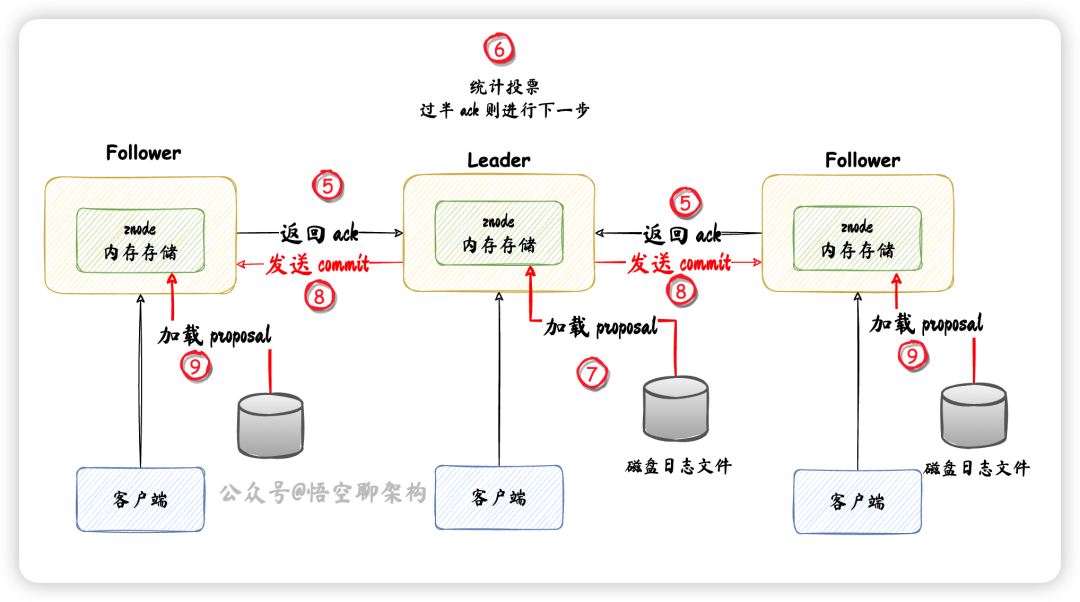 ⑥
统计投票
过半 ack 则进行下一步
Follower
Leader
Follower
⑤
⑤
znode
内存存储
返回 ack
发送 commit
znode
内存存储
返回 ack
发送 commit
znode
内存存储
⑧
⑧
加载 proposal
加载 proposal
加载 proposal
⑨
⑦
⑨
磁盘日志文件
磁盘日志文件
客户端
公众号@悟空聊架构
客户端
客户端